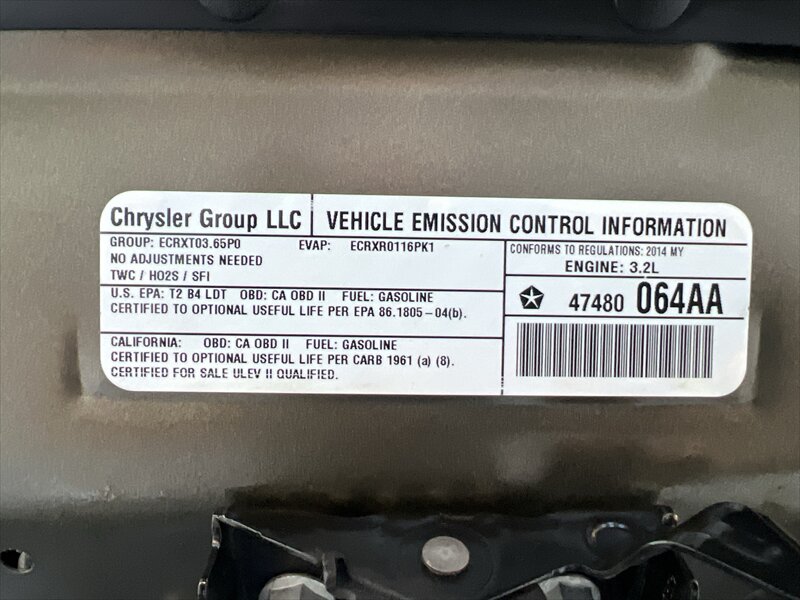 Chrysler Group LLC
VEHICLE EMISSION CONTROL INFORMATION
GROUP: ECRXT03.65P0 EVAP: ECRXR0116PK1
NO ADJUSTMENTS NEEDED
TWC / HO2S / SFI
CONFORMS TO REGULATIONS: 2014 MY
ENGINE: 3.2L
U.S. EPA: T2 B4 LDT OBD: CA OBD II FUEL: GASOLINE
CERTIFIED TO OPTIONAL USEFUL LIFE PER EPA 86.1805-04(b).
47480 064AA
CALIFORNIA: OBD: CA OBD II FUEL: GASOLINE
CERTIFIED TO OPTIONAL USEFUL LIFE PER CARB 1961 (a) (8).
CERTIFIED FOR SALE ULEV II QUALIFIED.